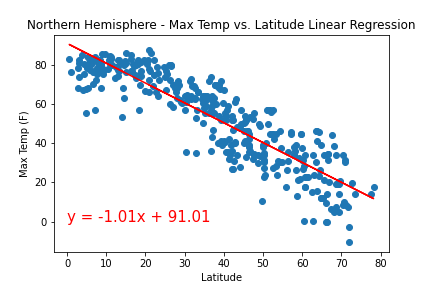 Northern Hemisphere - Max Temp vs. Latitude Linear Regression
80
60
40
20
0
Max Temp (F)
y = -1.01x + 91.01
0 10 20 30 40 50 60 70 80
Latitude